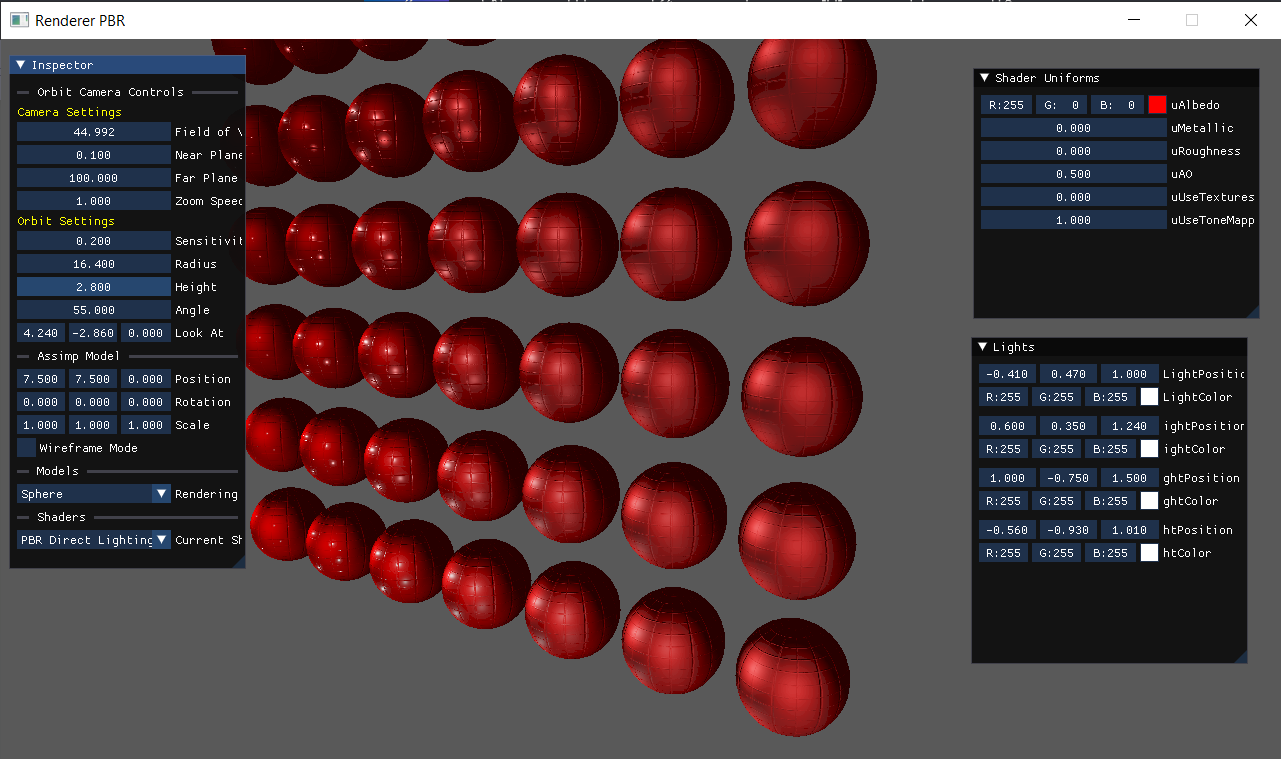 Renderer PBR
Inspector
Orbit Camera Controls
Camera Settings
44.992 Field of \
0.100 Near Plane
100.000 Far Plane
1.000 Zoom Speed
Orbit Settings
0.200 Sensitivit
16.400 Radius
2.800 Height
55.000 Angle
4.240 -2.860 0.000 Look At
Assimp Model
7.500 7.500 0.000 Position
0.000 0.000 0.000 Rotation
1.000 1.000 1.000 Scale
Wireframe Mode
Models
Sphere Rendering
Shaders
PBR Direct Lighting Current Sh
Shader Uniforms
R:255 G: 0 B: 0 uAlbedo
0.000 uMetallic
0.000 uRoughness
0.500 uAO
0.000 uUseTextures
1.000 uUseToneMapp
Lights
-0.410 0.470 1.000 LightPositic
R:255 G:255 B:255 LightColor
0.600 0.350 1.240 ightPosition
R:255 G:255 B:255 ightColor
1.000 -0.750 1.500 ghtPosition
R:255 G:255 B:255 ghtColor
-0.560 -0.930 1.010 htPosition
R:255 G:255 B:255 htColor